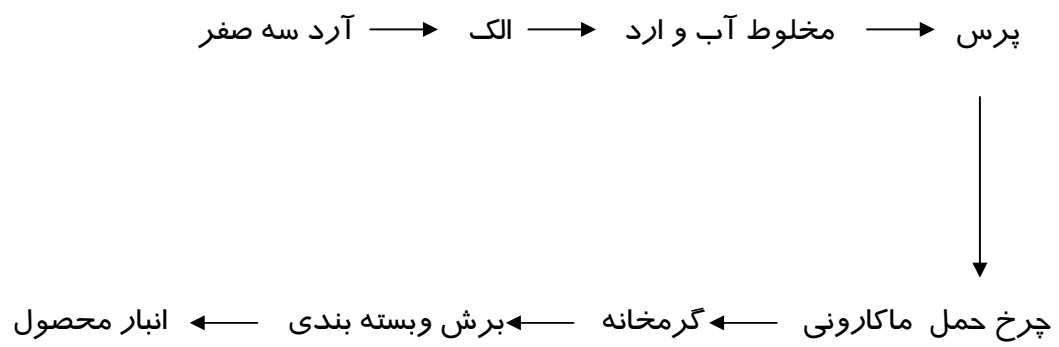 آرد سه صفر الک مخلوط آب و ارد پرس
چرخ حمل ماکارونی گرمخانه برش وبسته بندی انبار محصول